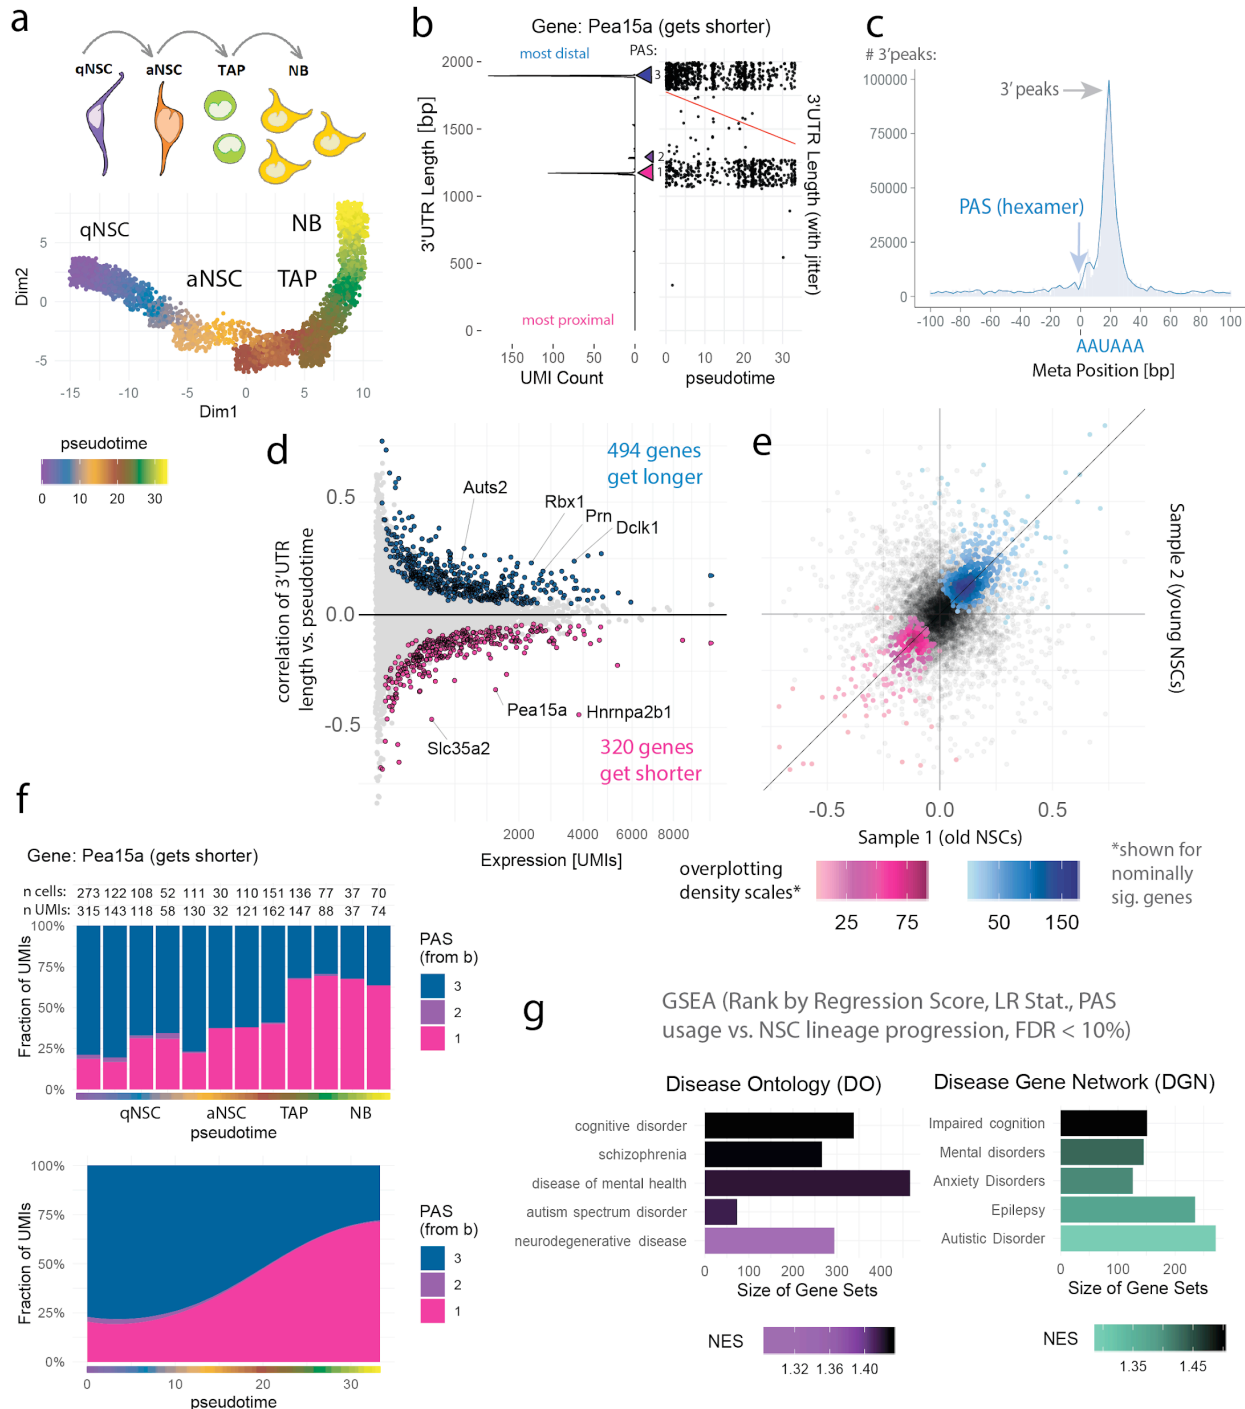 a
qNSC aNSC TAP NB
qNSC
NB
aNSC TAP
Dim2
5
0
-5
-15 -10 -5 0 5 10
Dim1
pseudotime
0 10 20 30
b
Gene: Pea15a (gets shorter)
most distal
PAS:
3
2
1
3'UTR Length [bp]
2000
1500
1000
500
0
most proximal
150 100 50 0
UMI Count
0 10 20 30
pseudotime
3'UTR Length (with jitter)
c
# 3'peaks:
100000
75000
50000
25000
0
3' peaks
PAS (hexamer)
-100 -80 -60 -40 -20 0 20 40 60 80 100
AAUAAA
Meta Position [bp]
d
494 genes
get longer
correlation of 3'UTR
length vs. pseudotime
0.5
0.0
-0.5
Auts2
Rbx1
Prn
Dclk1
Pea15a
Hnrnpa2b1
Slc35a2
320 genes
get shorter
2000 4000 6000 8000
Expression [UMIs]
e
Sample 2 (young NSCs)
-0.5 0.0 0.5
Sample 1 (old NSCs)
overplotting
density scales*
25 75
50 150
*shown for
nominally
sig. genes
f
Gene: Pea15a (gets shorter)
n cells: 273 122 108 52 111 30 110 151 136 77 37 70
n UMIs: 315 143 118 58 130 32 121 162 147 88 37 74
Fraction of UMIs
100%
75%
50%
25%
0%
qNSC aNSC TAP NB
pseudotime
PAS
(from b)
3
2
1
Fraction of UMIs
100%
75%
50%
25%
0%
0 10 20 30
pseudotime
PAS
(from b)
3
2
1
g
GSEA (Rank by Regression Score, LR Stat., PAS
usage vs. NSC lineage progression, FDR < 10%)
Disease Ontology (DO)
cognitive disorder
schizophrenia
disease of mental health
autism spectrum disorder
neurodegenerative disease
0 100 200 300 400
Size of Gene Sets
NES
1.32 1.36 1.40
Disease Gene Network (DGN)
Impaired cognition
Mental disorders
Anxiety Disorders
Epilepsy
Autistic Disorder
0 100 200
Size of Gene Sets
NES
1.35 1.45